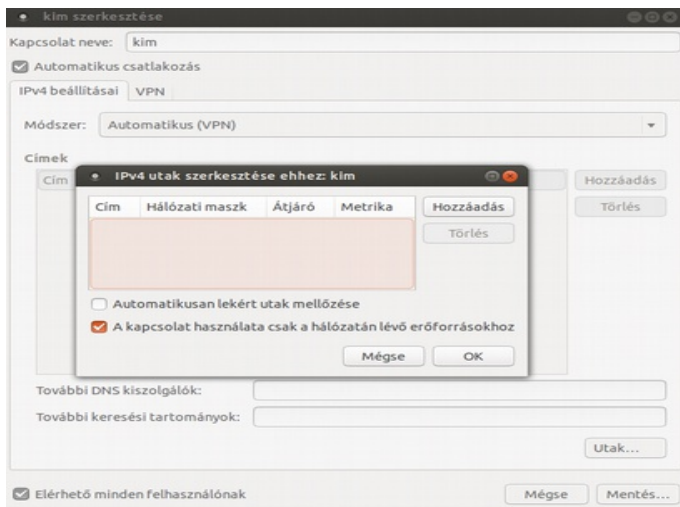 kim szerkesztése
Kapcsolat neve: kim
Automatikus csatlakozás
IPv4 beállításai VPN
Módszer: Automatikus (VPN)
Címek
Cím Hozzáadás
Törlés
IPv4 utak szerkesztése ehhez: kim
Cím Hálózati maszk Átjáró Metrika Hozzáadás
Törlés
Automatikusan lekért utak mellőzése
A kapcsolat használata csak a hálózatán lévő erőforrásokhoz
Mégse OK
További DNS kiszolgálók:
További keresési tartományok:
Utak...
Elérhető minden felhasználónak Mégse Mentés...